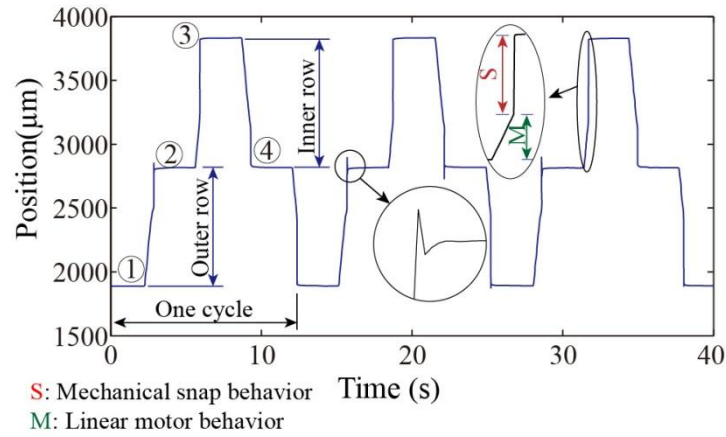 4000
3500
3000
2500
2000
1500
Position(μm)
①
②
③
④
Outer row
Inner row
One cycle
S
M
0
10
20
30
40
Time (s)
S: Mechanical snap behavior
M: Linear motor behavior